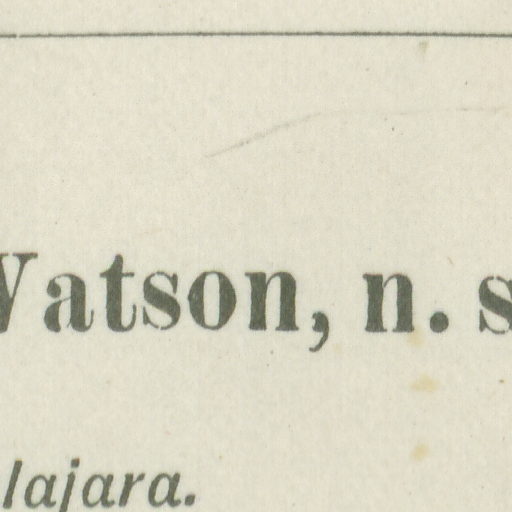 Watson, n. s
lajara.